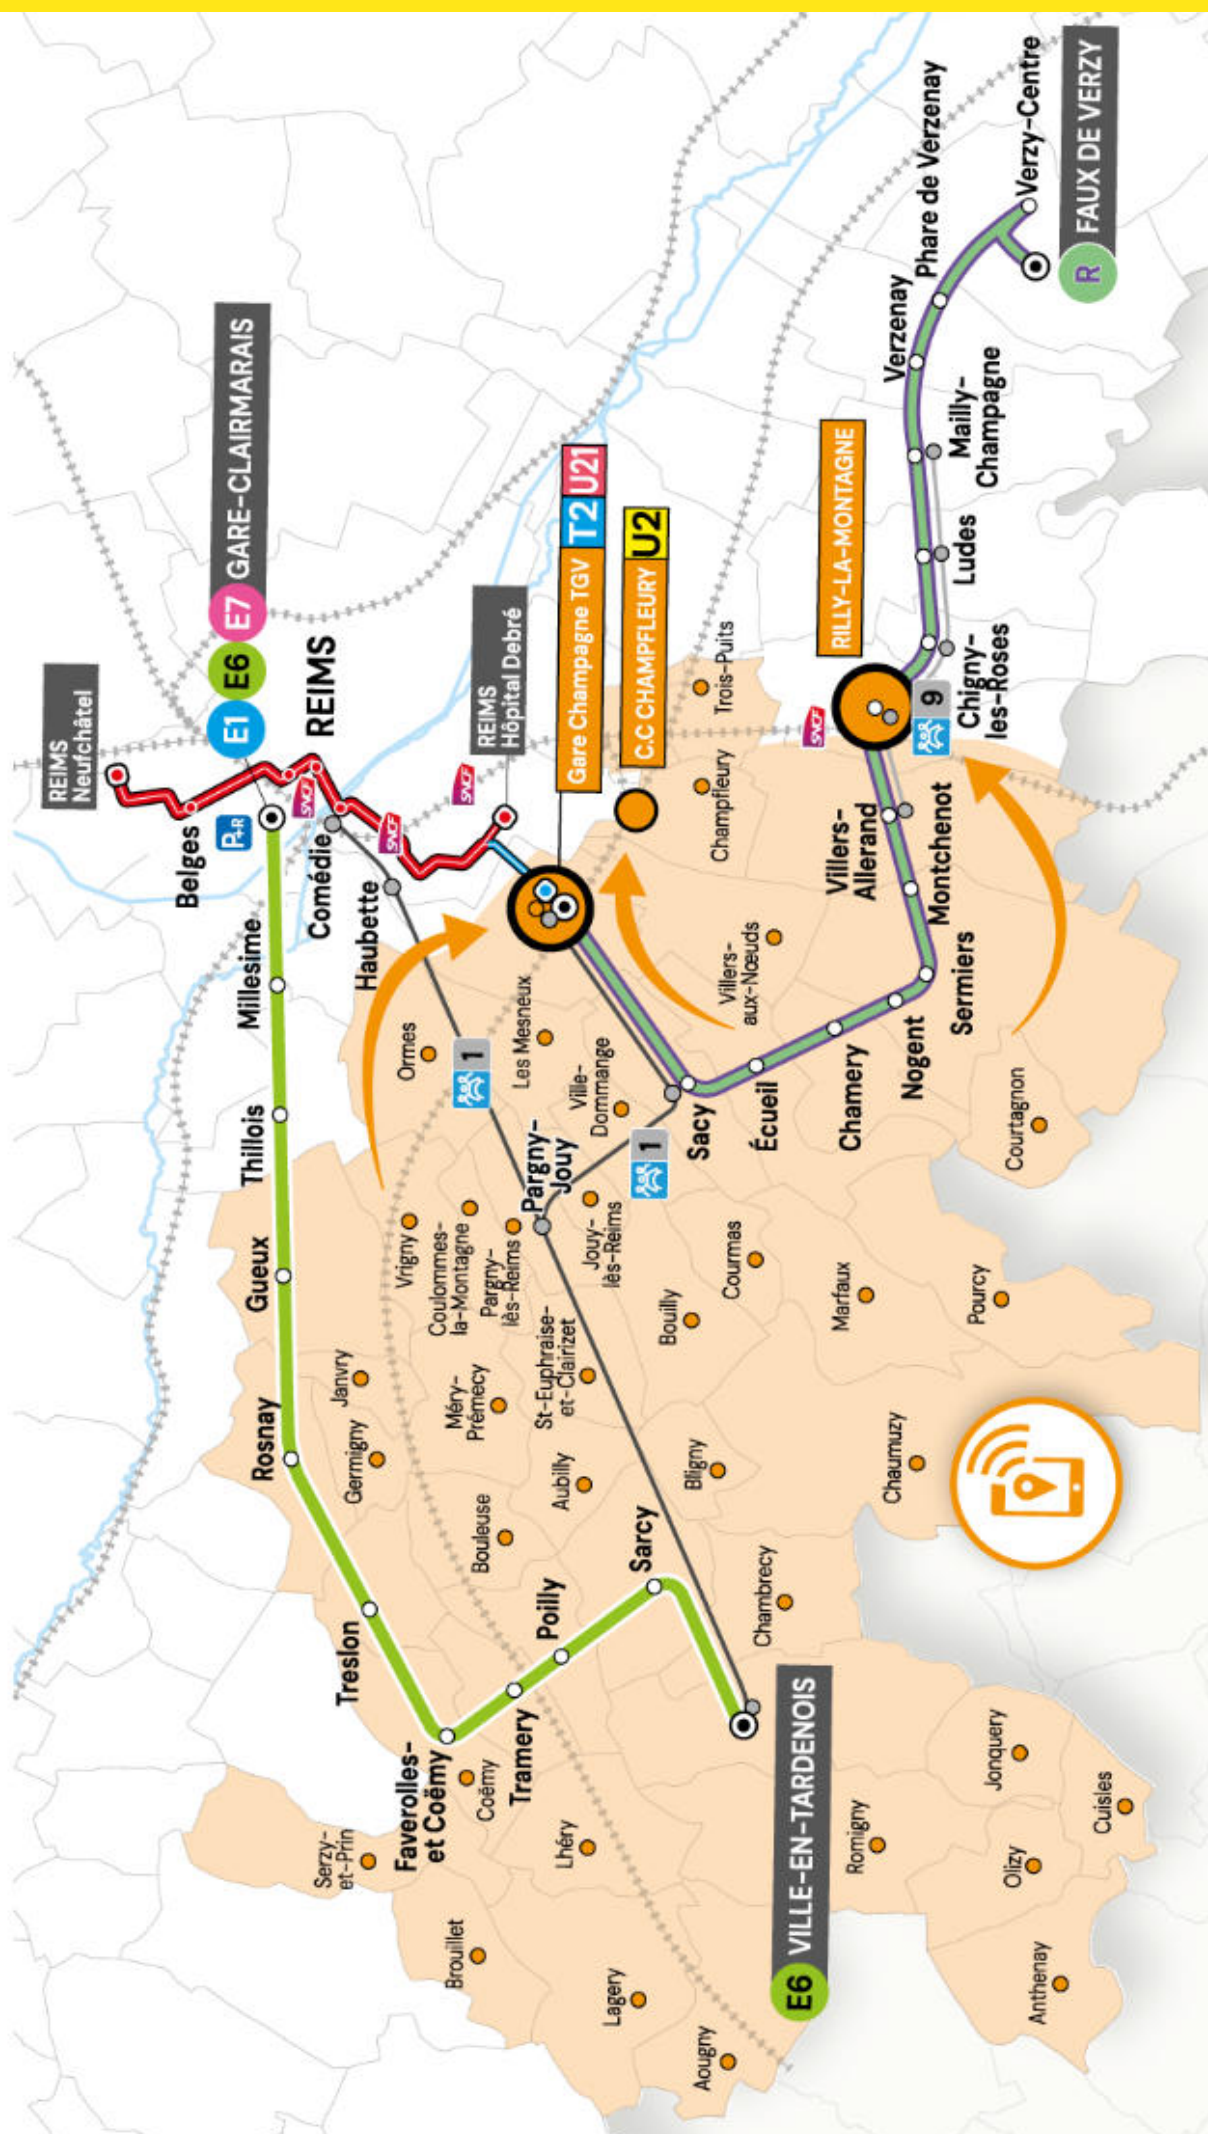 REIMS
Neufchâtel
E1 E6 E7 GARE-CLAIRMARAIS
Belges
P+R
SNCF
REIMS
Comédie
SNCF
Haubette
SNCF
REIMS
Hôpital Debré
Gare Champagne TGV T2 U21
C.C CHAMPFLEURY U2
RILLY-LA-MONTAGNE
SNCF
9
Trois-Puits
Champfleury
Villers-
aux-Nœuds
Millesime
Thillois
Gueux
Rosnay
Treslon
Faverolles-
et Coëmy
Tramery
Poilly
Sarcy
E6 VILLE-EN-TARDENOIS
Ormes
1
Les Mesneux
Ville-
Dommange
1
Pargny-
Jouy
Vrigny
Coulommes-
la-Montagne
Pargny-
lès-Reims
Jouy-
lès-Reims
Janvry
Germigny
Méry-
Prémecy
St-Euphraise-
et-Clairizet
Bouilly
Courmas
Marfaux
Pourcy
Courtagnon
Bouleuse
Aubilly
Bligny
Chaumuzy
Chambrecy
Serzy-
et-Prin
Coëmy
Lhéry
Brouillet
Lagery
Aougny
Romigny
Jonquery
Olizy
Cuisles
Anthenay
Sacy
Écueil
Chamery
Nogent
Sermiers
Montchenot
Villers-
Allerand
Chigny-
les-Roses
Ludes
Mailly-
Champagne
Verzenay
Phare de Verzenay
Verzy-Centre
R FAUX DE VERZY